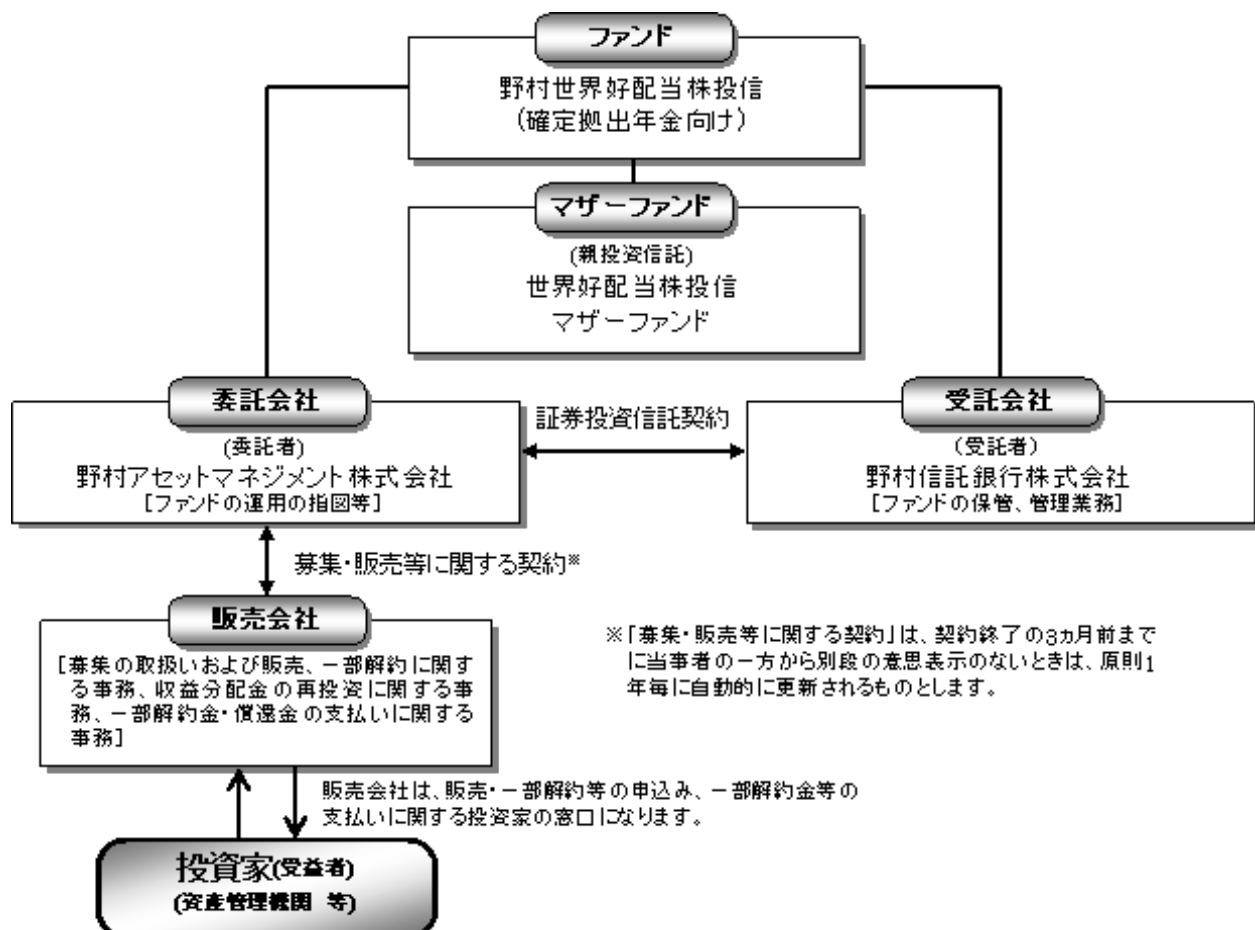 ファンド
野村世界好配当株投信
(確定拠出年金向け)
マザーファンド
(親投資信託)
世界好配当株投信
マザーファンド
委託会社
(委託者)
野村アセットマネジメント株式会社
[ファンドの運用の指図等]
証券投資信託契約
受託会社
(受託者)
野村信託銀行株式会社
[ファンドの保管、管理業務]
募集・販売等に関する契約※
販売会社
[募集の取扱いおよび販売、一部解約に関す
る事務、収益分配金の再投資に関する事
務、一部解約金・償還金の支払いに関する
事務]
※「募集・販売等に関する契約」は、契約終了の3ヵ月前まで
に当事者の一方から別段の意思表示のないときは、原則1
年毎に自動的に更新されるものとします。
販売会社は、販売・一部解約等の申込み、一部解約金等の
支払いに関する投資家の窓口になります。
投資家(受益者)
(資産管理機関 等)